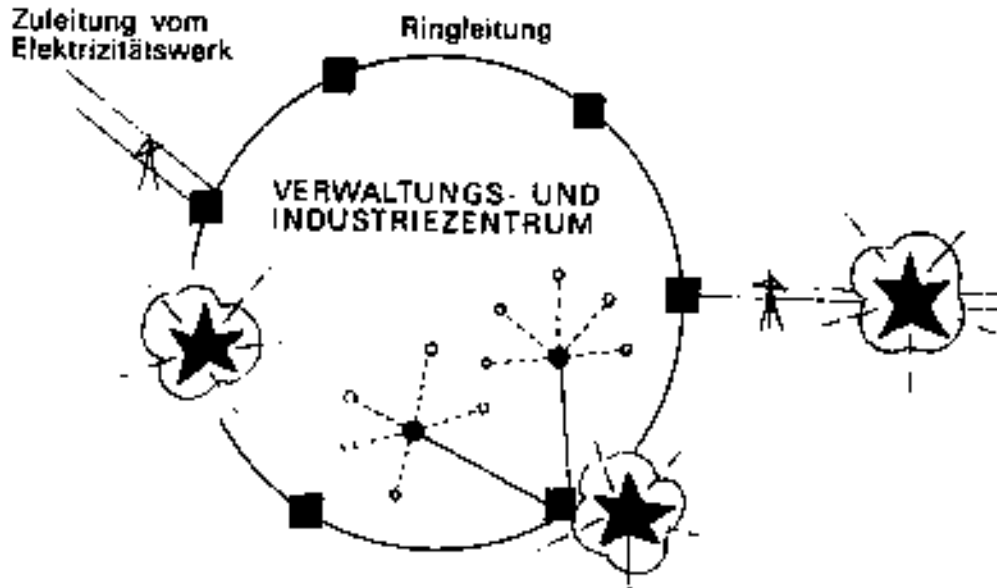 Zuleitung vom
Elektrizitätswerk
Ringleitung
VERWALTUNGS- UND
INDUSTRIEZENTRUM